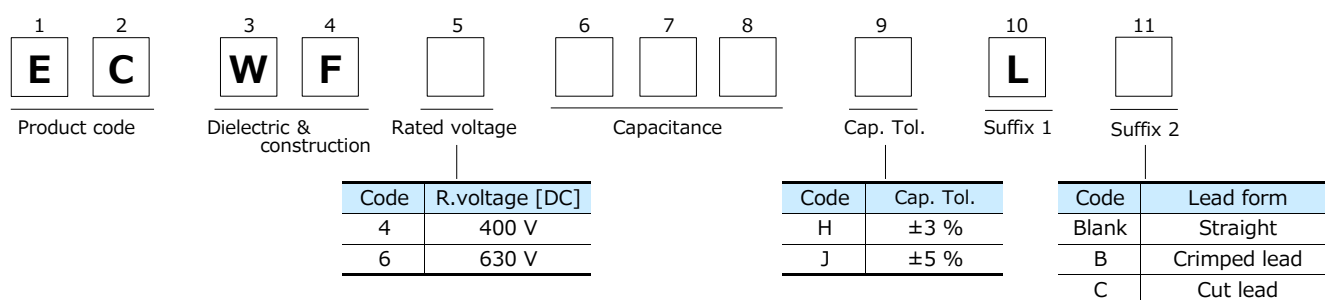 1 2 3 4 5 6 7 8 9 10 11
E C W F L
Product code Dielectric & construction Rated voltage Capacitance Cap. Tol. Suffix 1 Suffix 2
Code R.voltage [DC]
4 400 V
6 630 V
Code Cap. Tol.
H ±3 %
J ±5 %
Code Lead form
Blank Straight
B Crimped lead
C Cut lead